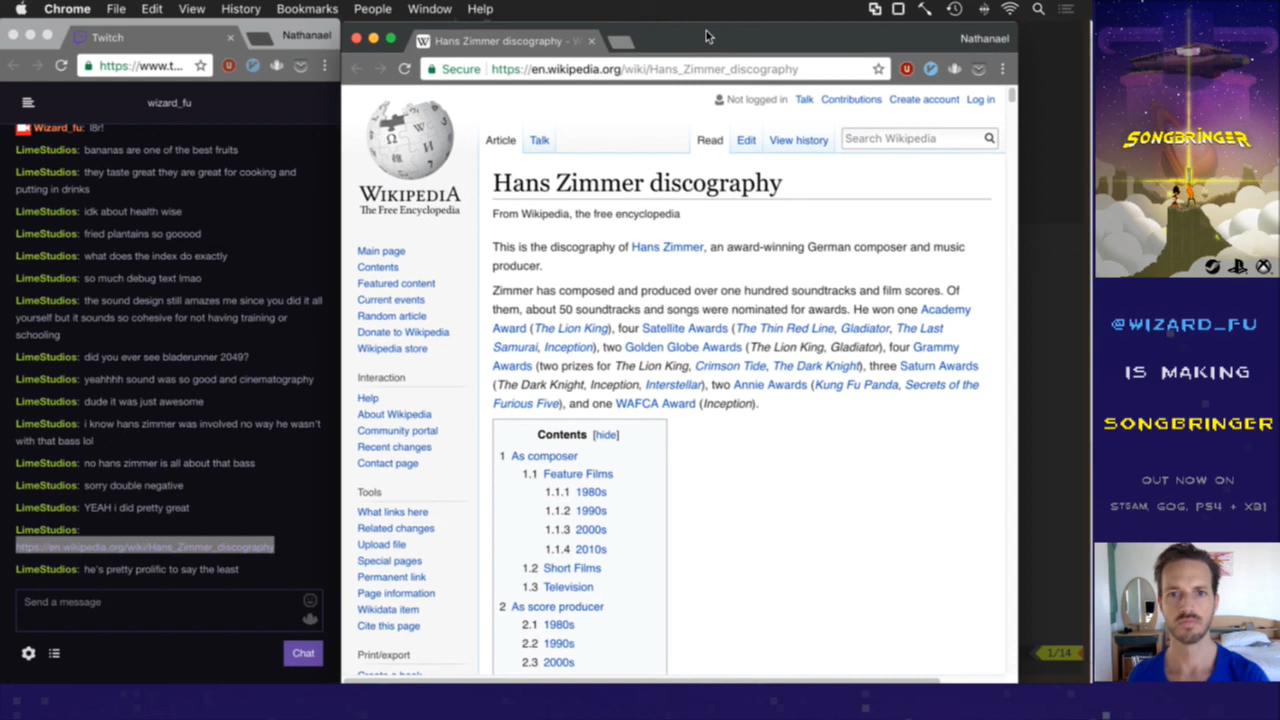 Chrome File Edit View History Bookmarks People Window Help
Twitch
Nathanael
https://www.t...
wizard_fu
Wizard_fu: l8r!
LimeStudios: bananas are one of the best fruits
LimeStudios: they taste great they are great for cooking and
putting in drinks
LimeStudios: idk about health wise
LimeStudios: fried plantains so gooood
LimeStudios: what does the index do exactly
LimeStudios: so much debug text lmao
LimeStudios: the sound design still amazes me since you did it all
yourself but it sounds so cohesive for not having training or
schooling
LimeStudios: did you ever see bladerunner 2049?
LimeStudios: yeahhhh sound was so good and cinematography
LimeStudios: dude it was just awesome
LimeStudios: i know hans zimmer was involved no way he wasn't
with that bass lol
LimeStudios: no hans zimmer is all about that bass
LimeStudios: sorry double negative
LimeStudios: YEAH i did pretty great
LimeStudios:
https://en.wikipedia.org/wiki/Hans_Zimmer_discography
LimeStudios: he's pretty prolific to say the least
Send a message
Chat
Hans Zimmer discography - W
Nathanael
Secure https://en.wikipedia.org/wiki/Hans_Zimmer_discography
Not logged in Talk Contributions Create account Log in
Article Talk Read Edit View history Search Wikipedia
WIKIPEDIA
The Free Encyclopedia
Main page
Contents
Featured content
Current events
Random article
Donate to Wikipedia
Wikipedia store
Interaction
Help
About Wikipedia
Community portal
Recent changes
Contact page
Tools
What links here
Related changes
Upload file
Special pages
Permanent link
Page information
Wikidata item
Cite this page
Print/export
Hans Zimmer discography
From Wikipedia, the free encyclopedia
This is the discography of Hans Zimmer, an award-winning German composer and music
producer.
Zimmer has composed and produced over one hundred soundtracks and film scores. Of
them, about 50 soundtracks and songs were nominated for awards. He won one Academy
Award (The Lion King), four Satellite Awards (The Thin Red Line, Gladiator, The Last
Samurai, Inception), two Golden Globe Awards (The Lion King, Gladiator), four Grammy
Awards (two prizes for The Lion King, Crimson Tide, The Dark Knight), three Saturn Awards
(The Dark Knight, Inception, Interstellar), two Annie Awards (Kung Fu Panda, Secrets of the
Furious Five), and one WAFCA Award (Inception).
Contents [hide]
1 As composer
1.1 Feature Films
1.1.1 1980s
1.1.2 1990s
1.1.3 2000s
1.1.4 2010s
1.2 Short Films
1.3 Television
2 As score producer
2.1 1980s
2.2 1990s
2.3 2000s
1/14
SONGBRINGER
@WIZARD_FU
IS MAKING
SONGBRINGER
OUT NOW ON
STEAM, GOG, PS4 + XB1